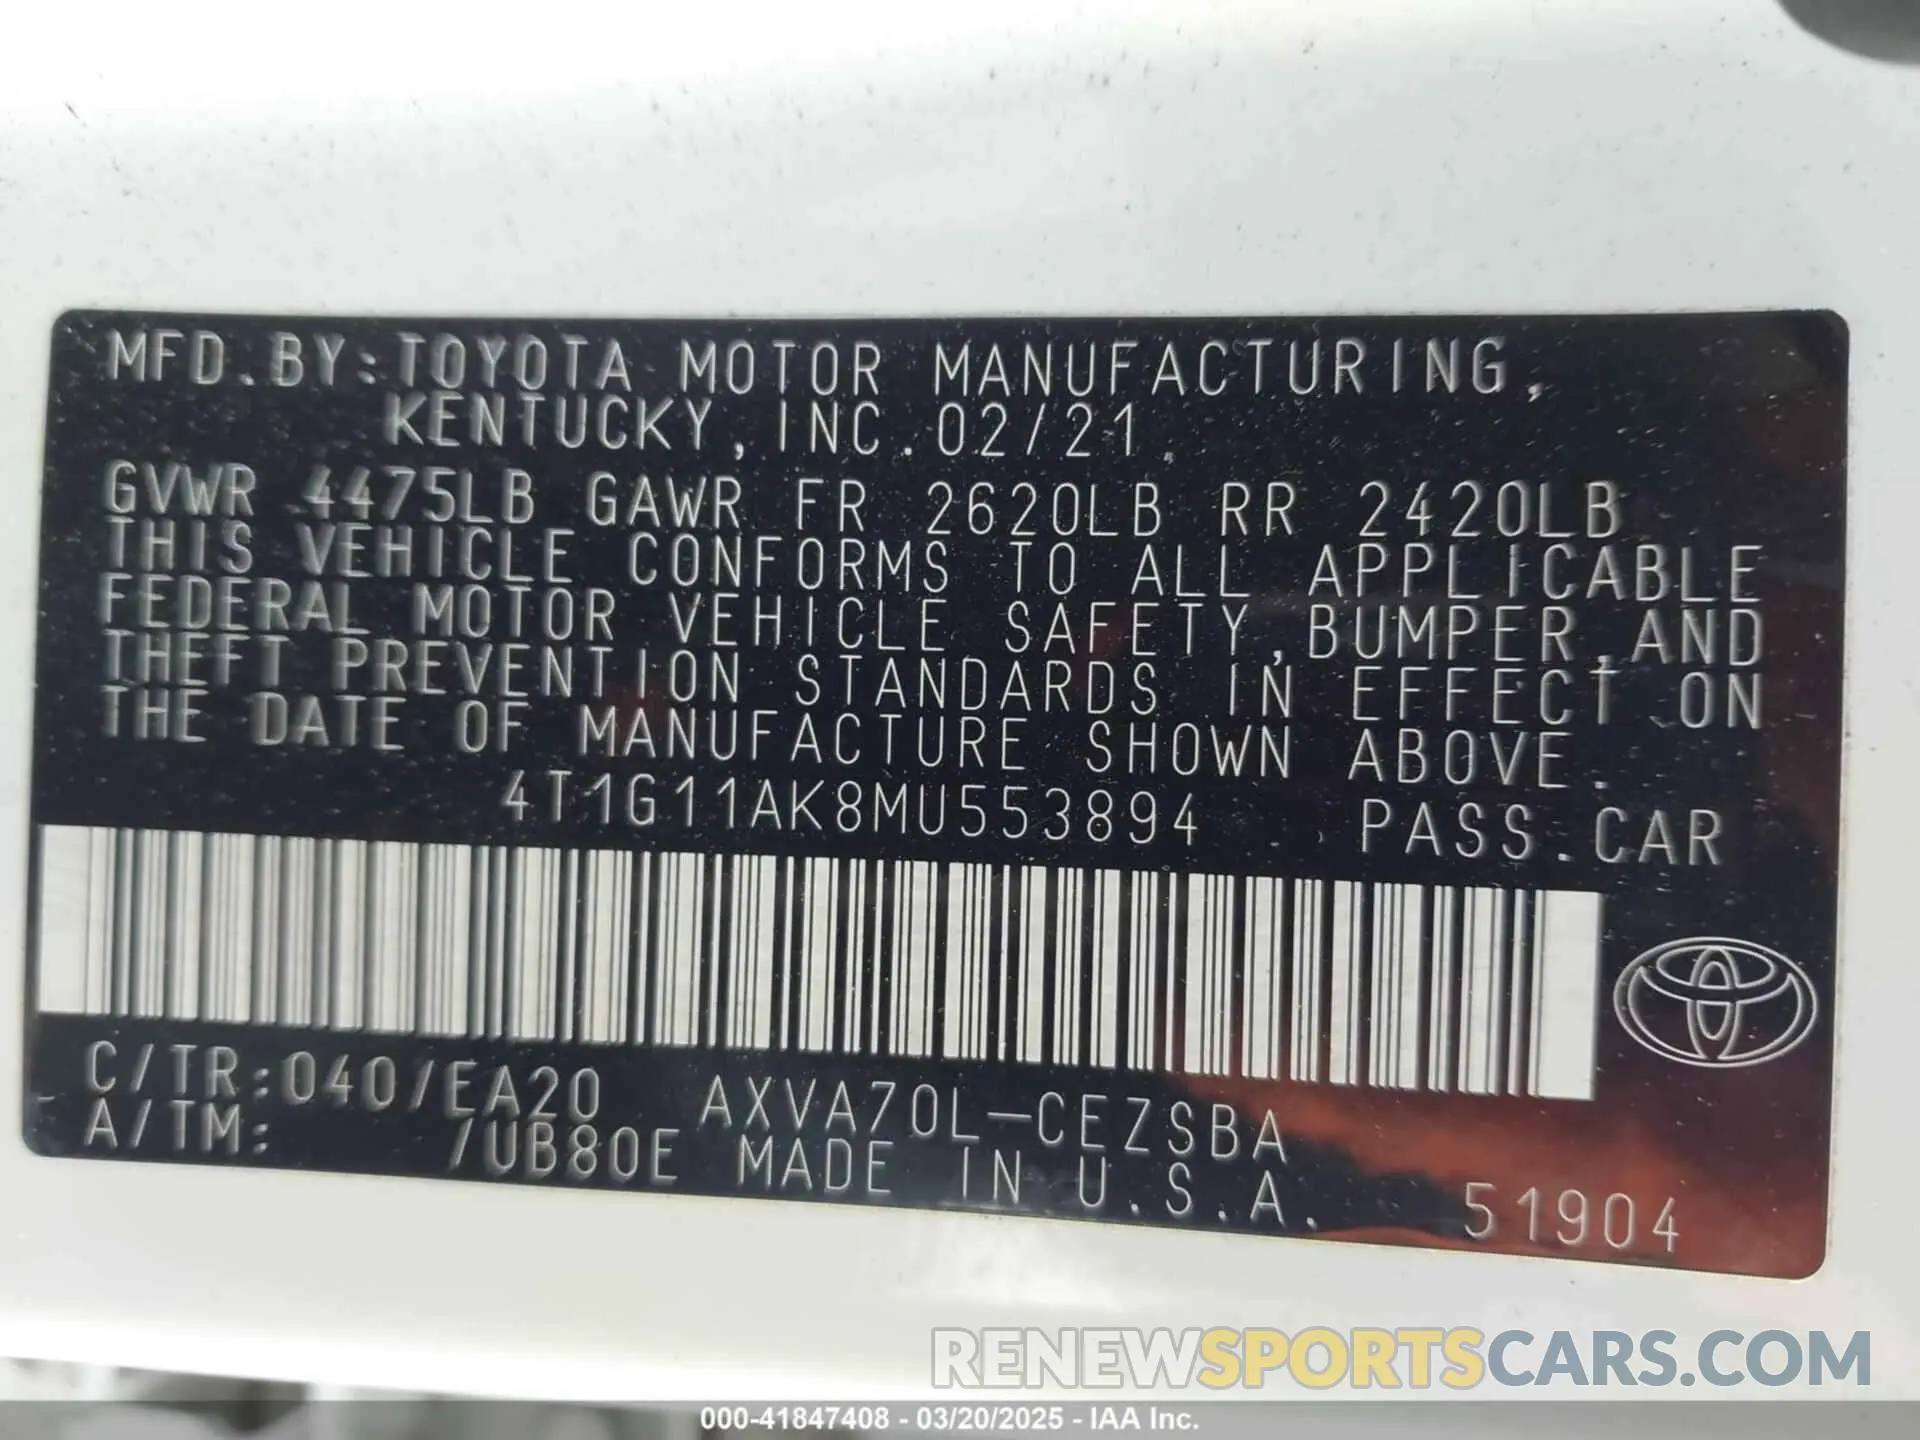 MFD.BY:TOYOTA MOTOR MANUFACTURING,
KENTUCKY,INC.02/21
GVWR 4475LB GAWR FR 2620LB RR 2420LB
THIS VEHICLE CONFORMS TO ALL APPLICABLE
FEDERAL MOTOR VEHICLE SAFETY,BUMPER,AND
THEFT PREVENTION STANDARDS IN EFFECT ON
THE DATE OF MANUFACTURE SHOWN ABOVE.
4T1G11AK8MU553894 PASS.CAR
C/TR:040/EA20 AXVA70L-CEZSBA
A/TM: /UB80E MADE IN U.S.A. 51904
RENEWSPORTSCARS.COM
000-41847408 - 03/20/2025 - IAA Inc.